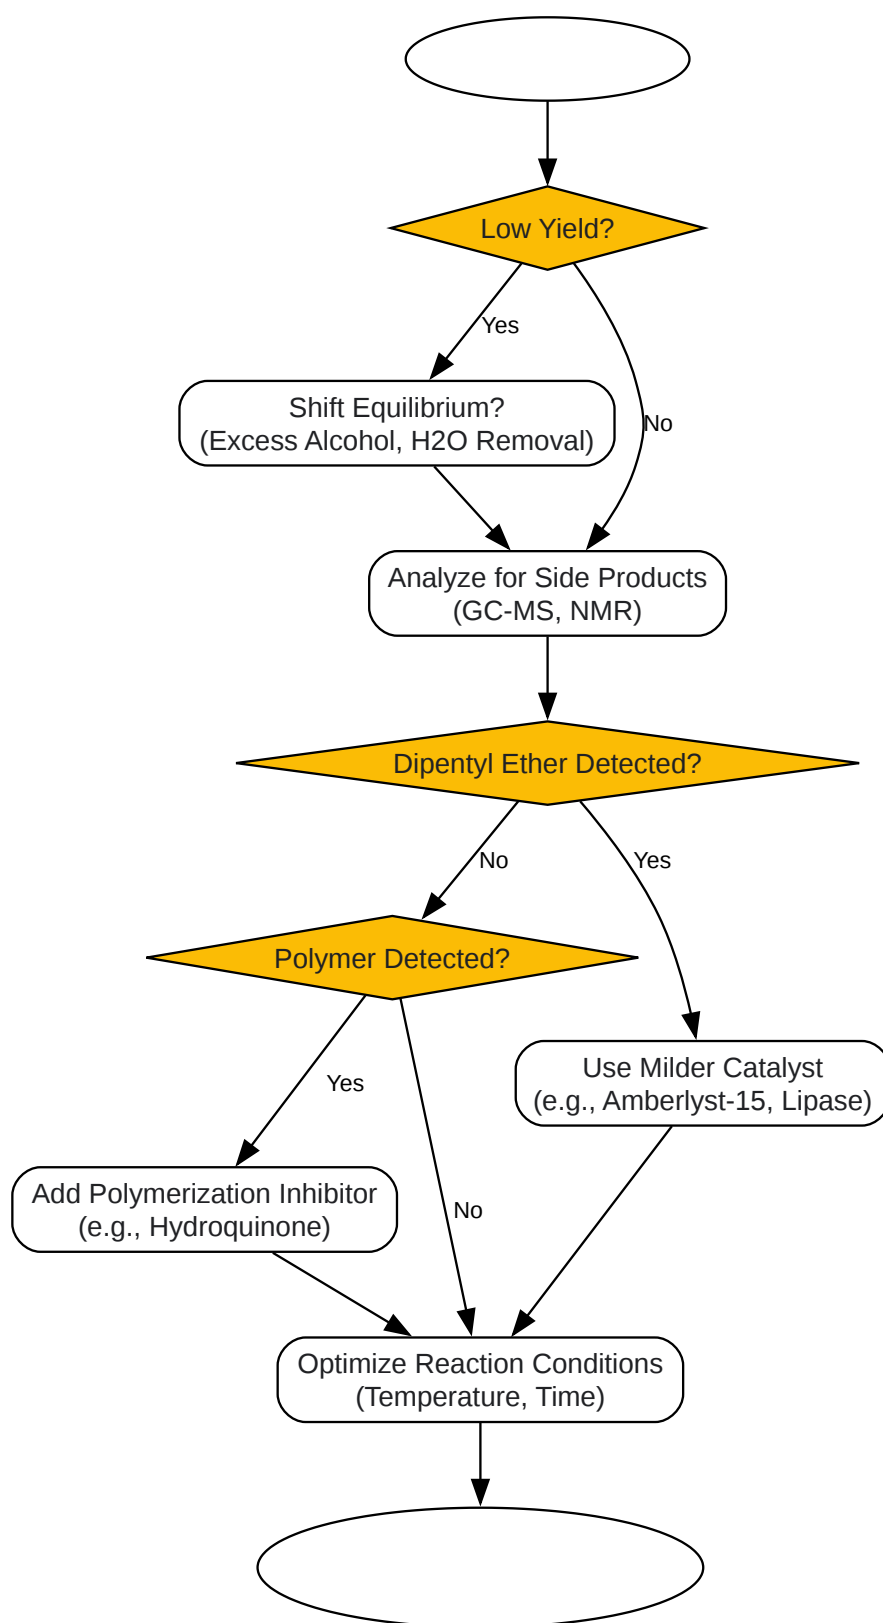 Low Yield?
Yes
Shift Equilibrium?
(Excess Alcohol, H2O Removal)
No
Analyze for Side Products
(GC-MS, NMR)
Dipentyl Ether Detected?
No
Yes
Polymer Detected?
Use Milder Catalyst
(e.g., Amberlyst-15, Lipase)
Yes
Add Polymerization Inhibitor
(e.g., Hydroquinone)
No
Optimize Reaction Conditions
(Temperature, Time)